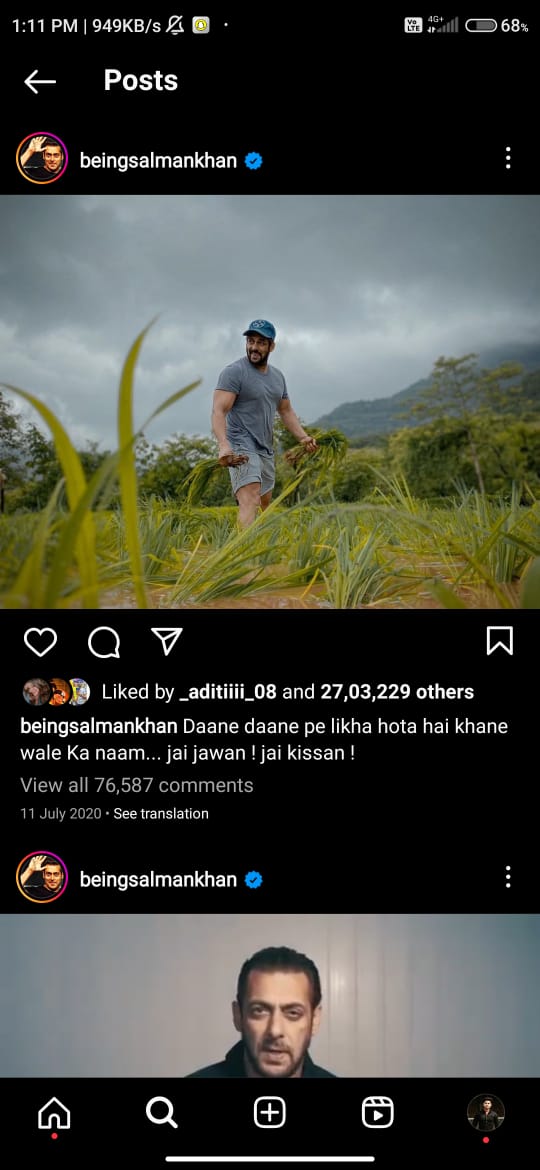 1:11 PM | 949KB/s
Vo LTE 4G+ 68%
Posts
beingsalmankhan
Liked by _aditiiii_08 and 27,03,229 others
beingsalmankhan Daane daane pe likha hota hai khane
wale Ka naam... jai jawan ! jai kissan !
View all 76,587 comments
11 July 2020 • See translation
beingsalmankhan